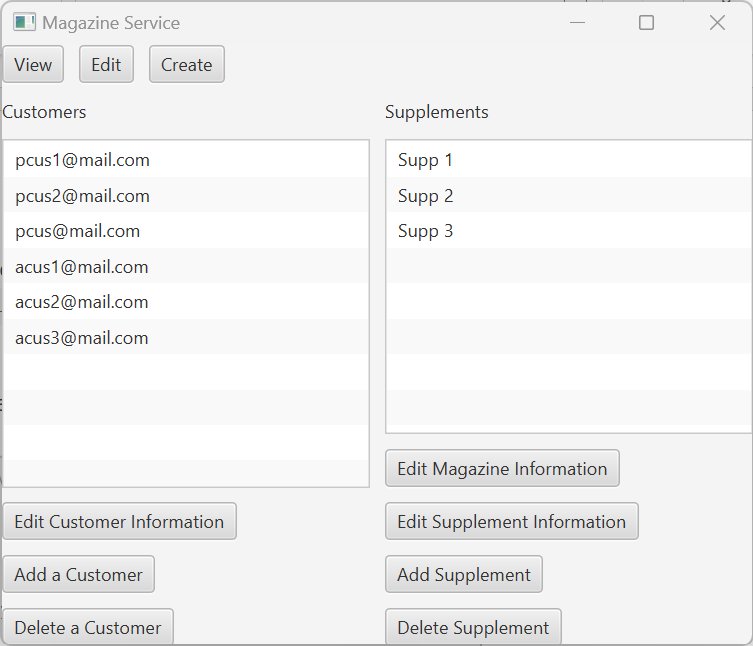 Magazine Service
View Edit Create
Customers
pcus1@mail.com
pcus2@mail.com
pcus@mail.com
acus1@mail.com
acus2@mail.com
acus3@mail.com
Edit Customer Information
Add a Customer
Delete a Customer
Supplements
Supp 1
Supp 2
Supp 3
Edit Magazine Information
Edit Supplement Information
Add Supplement
Delete Supplement